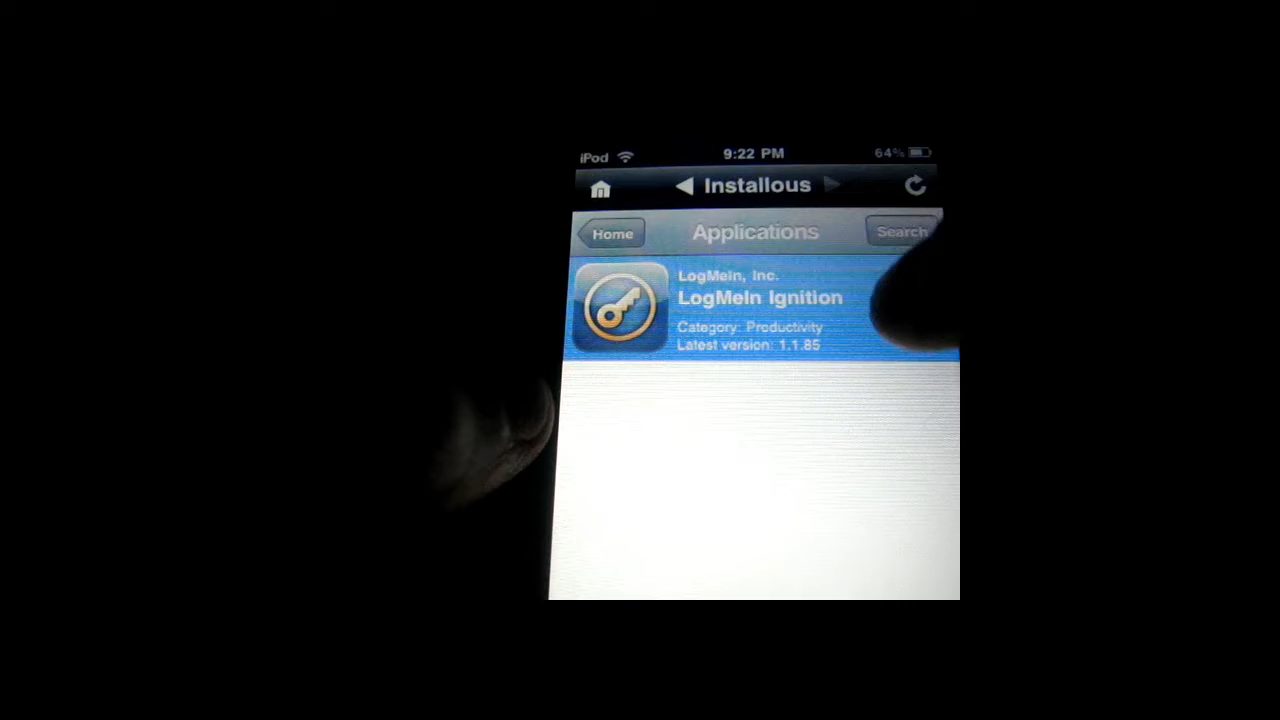 iPod 9:22 PM 64%
Installous
Home Applications Search
LogMeIn, Inc.
LogMeIn Ignition
Category: Productivity
Latest version: 1.1.85